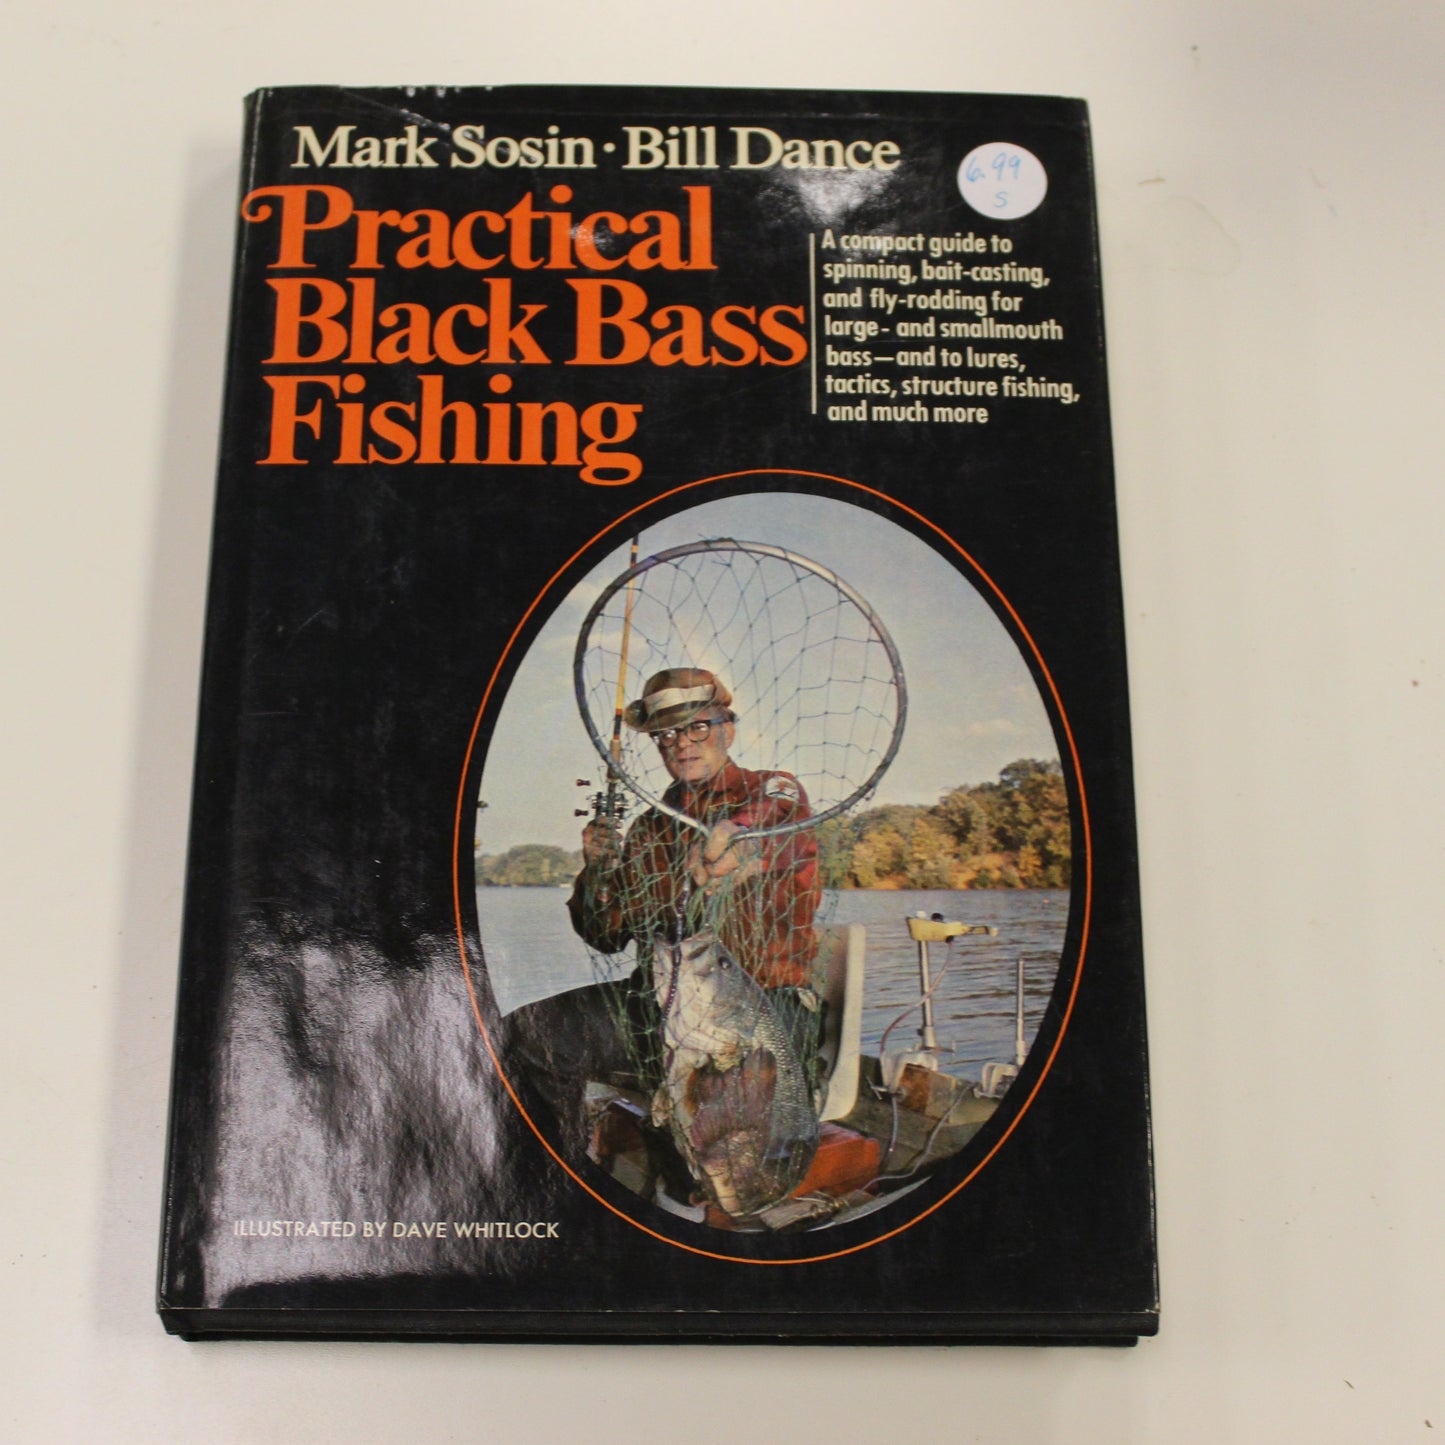 Mark Sosin · Bill Dance
Practical
Black Bass
Fishing
6.99
S
A compact guide to
spinning, bait-casting,
and fly-rodding for
large- and smallmouth
bass—and to lures,
tactics, structure fishing,
and much more
ILLUSTRATED BY DAVE WHITLOCK